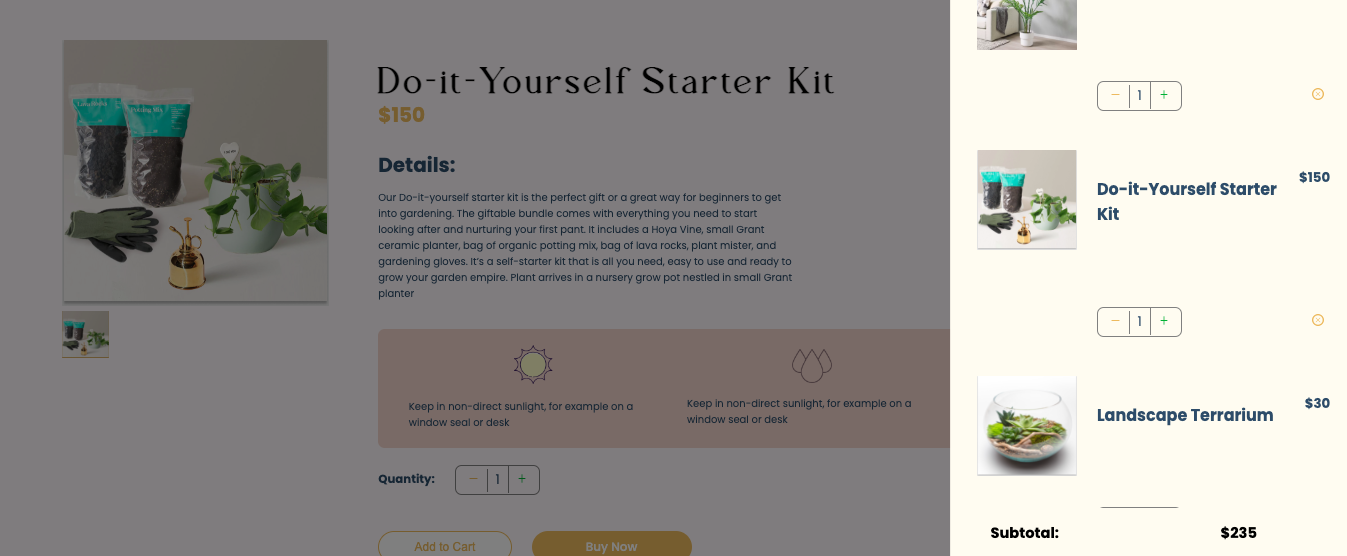 Do-it-Yourself Starter Kit
$150
Details:
Our Do-it-yourself starter kit is the perfect gift or a great way for beginners to get
into gardening. The giftable bundle comes with everything you need to start
looking after and nurturing your first pant. It includes a Hoya Vine, small Grant
ceramic planter, bag of organic potting mix, bag of lava rocks, plant mister, and
gardening gloves. It's a self-starter kit that is all you need, easy to use and ready to
grow your garden empire. Plant arrives in a nursery grow pot nestled in small Grant
planter
Keep in non-direct sunlight, for example on a
window seal or desk
Keep in non-direct sunlight, for example on a
window seal or desk
Quantity:
− 1 +
Add to Cart
Buy Now
− 1 +
Do-it-Yourself Starter
Kit
$150
− 1 +
Landscape Terrarium
$30
Subtotal:
$235